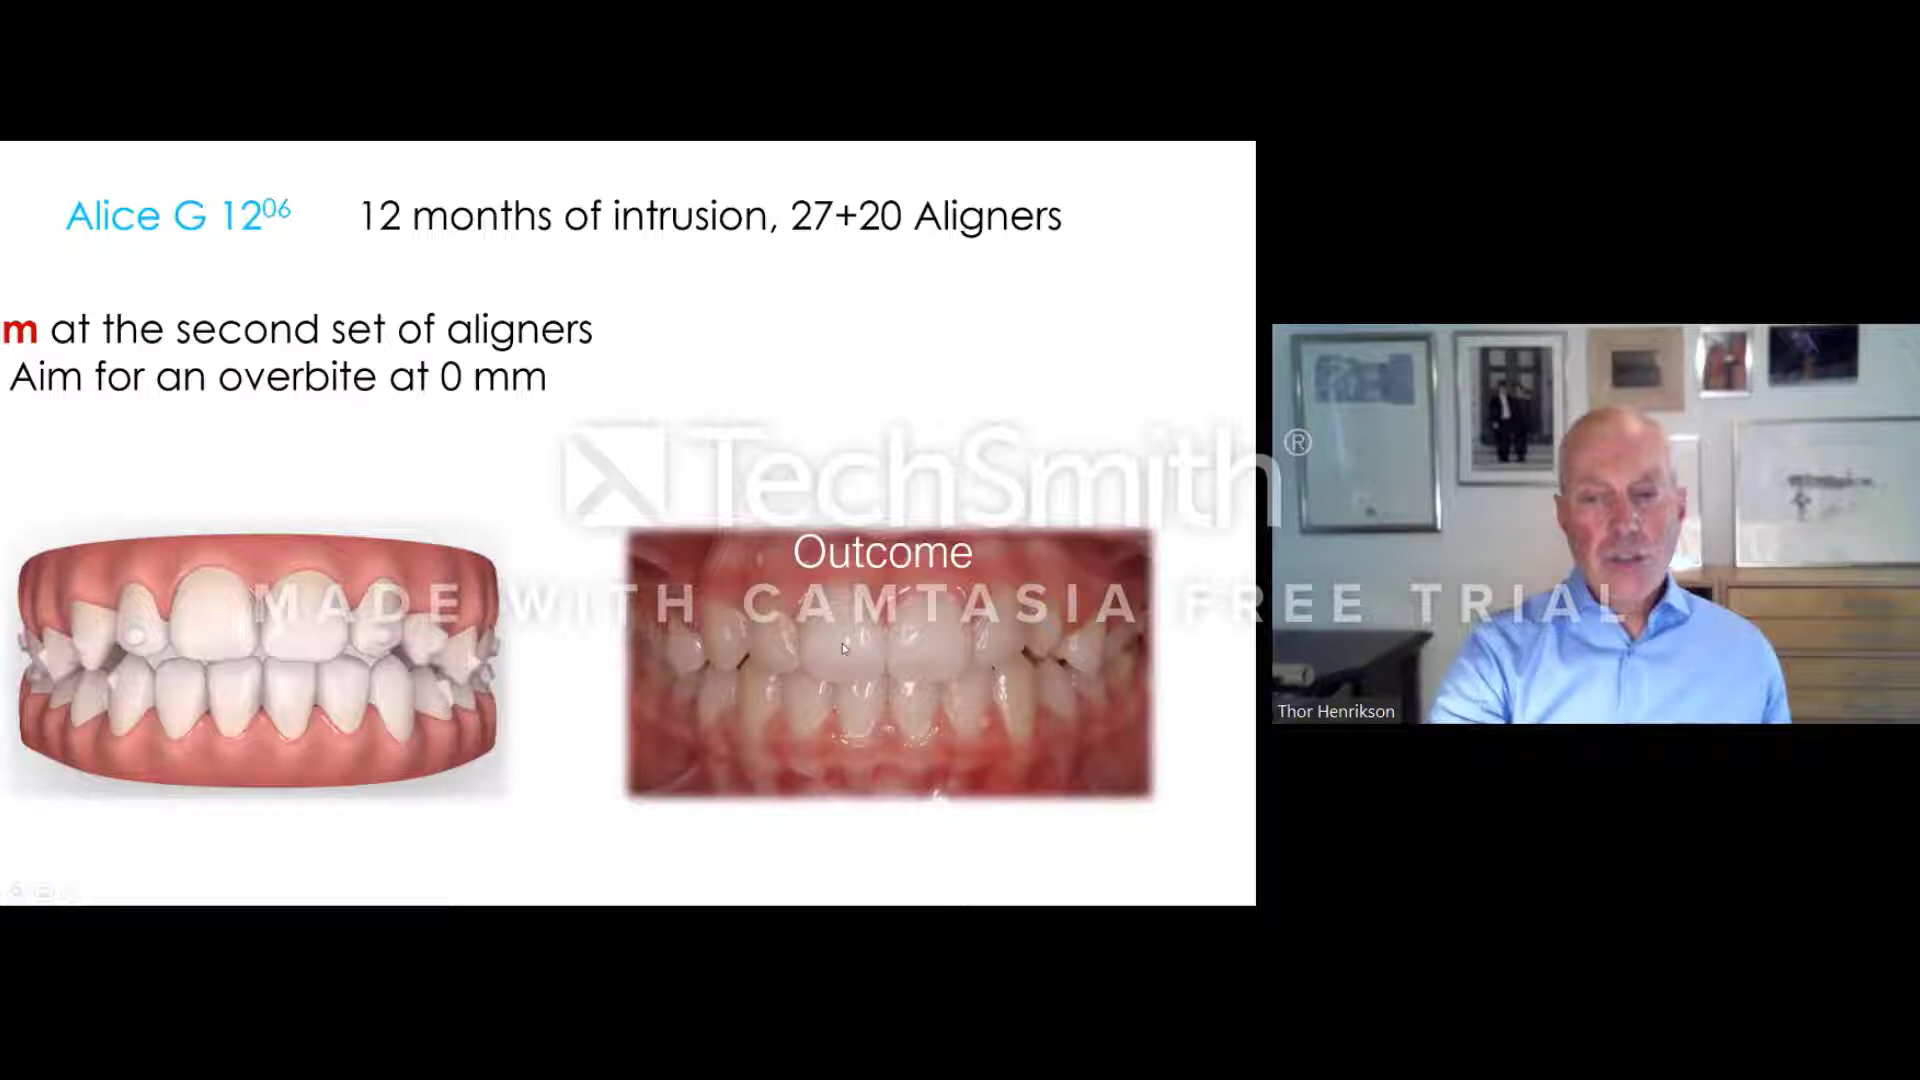 Alice G 12⁰⁶ 12 months of intrusion, 27+20 Aligners
m at the second set of aligners
Aim for an overbite at 0 mm
TechSmith®
Outcome
MADE WITH CAMTASIA FREE TRIAL
Thor Henrikson